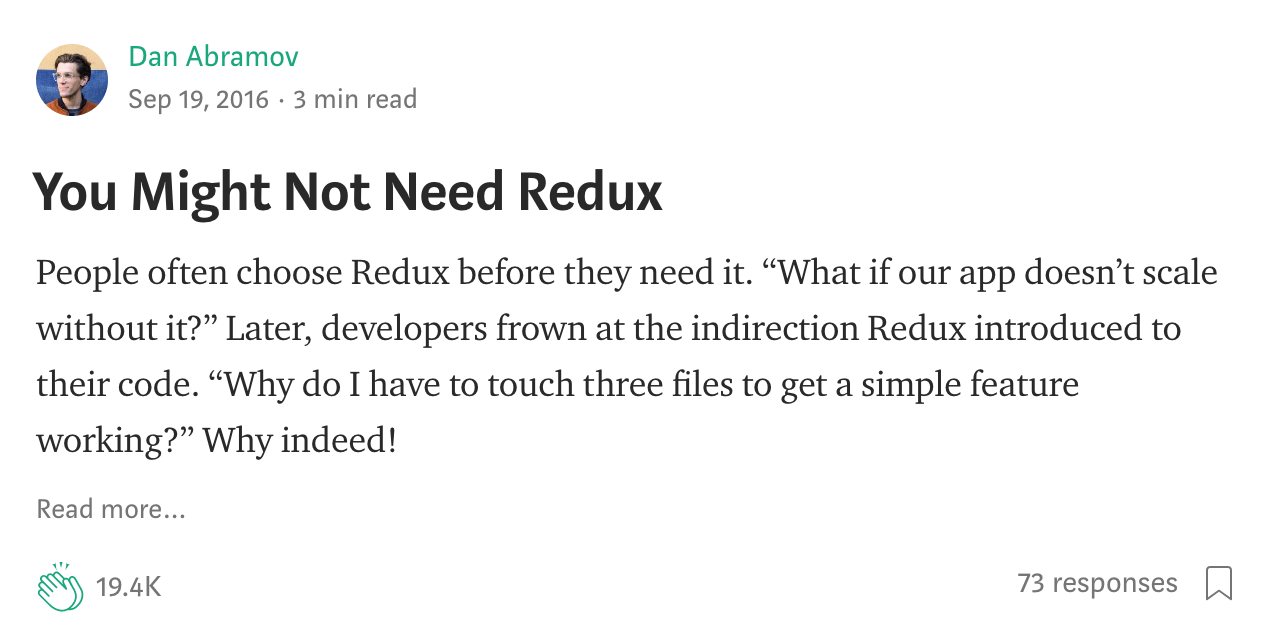 Dan Abramov
Sep 19, 2016 · 3 min read
You Might Not Need Redux
People often choose Redux before they need it. “What if our app doesn’t scale
without it?” Later, developers frown at the indirection Redux introduced to
their code. “Why do I have to touch three files to get a simple feature
working?” Why indeed!
Read more…
19.4K
73 responses